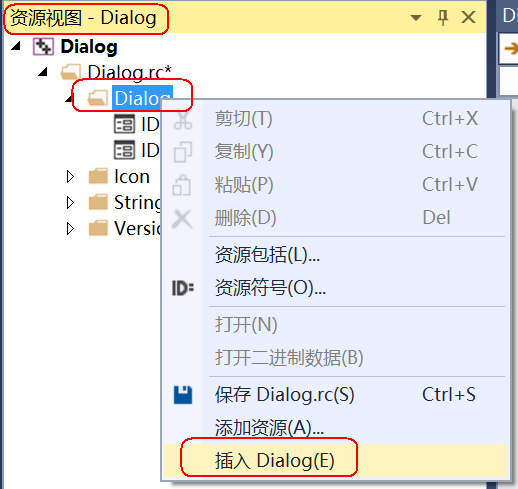 资源视图 - Dialog
Dialog
Dialog.rc*
Dialog
ID
ID
Icon
String
Versio
剪切(T) Ctrl+X
复制(Y) Ctrl+C
粘贴(P) Ctrl+V
删除(D) Del
资源包括(L)...
ID 资源符号(O)...
打开(N)
打开二进制数据(B)
保存 Dialog.rc(S) Ctrl+S
添加资源(A)...
插入 Dialog(E)
D